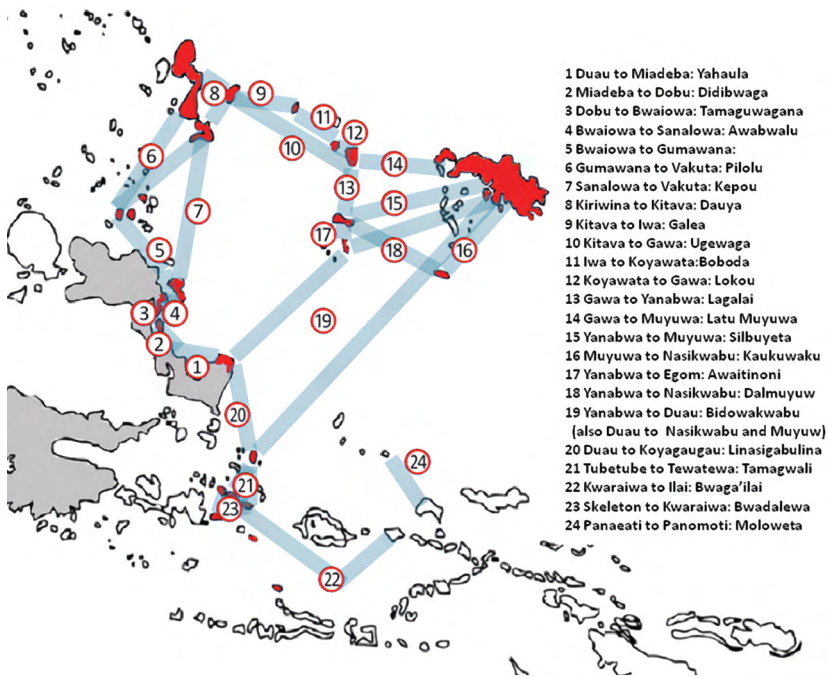 1 Duau to Miadeba: Yahaula
2 Miadeba to Dobu: Didibwaga
3 Dobu to Bwaiowa: Tamaguwagana
4 Bwaiowa to Sanalowa: Awabwalu
5 Bwaiowa to Gumawana:
6 Gumawana to Vakuta: Pilolu
7 Sanalowa to Vakuta: Kepou
8 Kiriwina to Kitava: Dauya
9 Kitava to Iwa: Galea
10 Kitava to Gawa: Ugewaga
11 Iwa to Koyawata:Boboda
12 Koyawata to Gawa: Lokou
13 Gawa to Yanabwa: Lagalai
14 Gawa to Muyuwa: Latu Muyuwa
15 Yanabwa to Muyuwa: Silbuyeta
16 Muyuwa to Nasikwabu: Kaukuwaku
17 Yanabwa to Egom: Awaitinoni
18 Yanabwa to Nasikwabu: Dalmuyuw
19 Yanabwa to Duau: Bidowakwabu
(also Duau to Nasikwabu and Muyuw)
20 Duau to Koyagaugau: Linasigabulina
21 Tubetube to Tewatewa: Tamagwali
22 Kwaraiwa to Ilai: Bwaga'ilai
23 Skeleton to Kwaraiwa: Bwadalewa
24 Panaeati to Panomoti: Moloweta
8
9
11
12
10
6
14
13
15
7
17
18
16
5
3
4
19
2
1
20
24
21
23
22